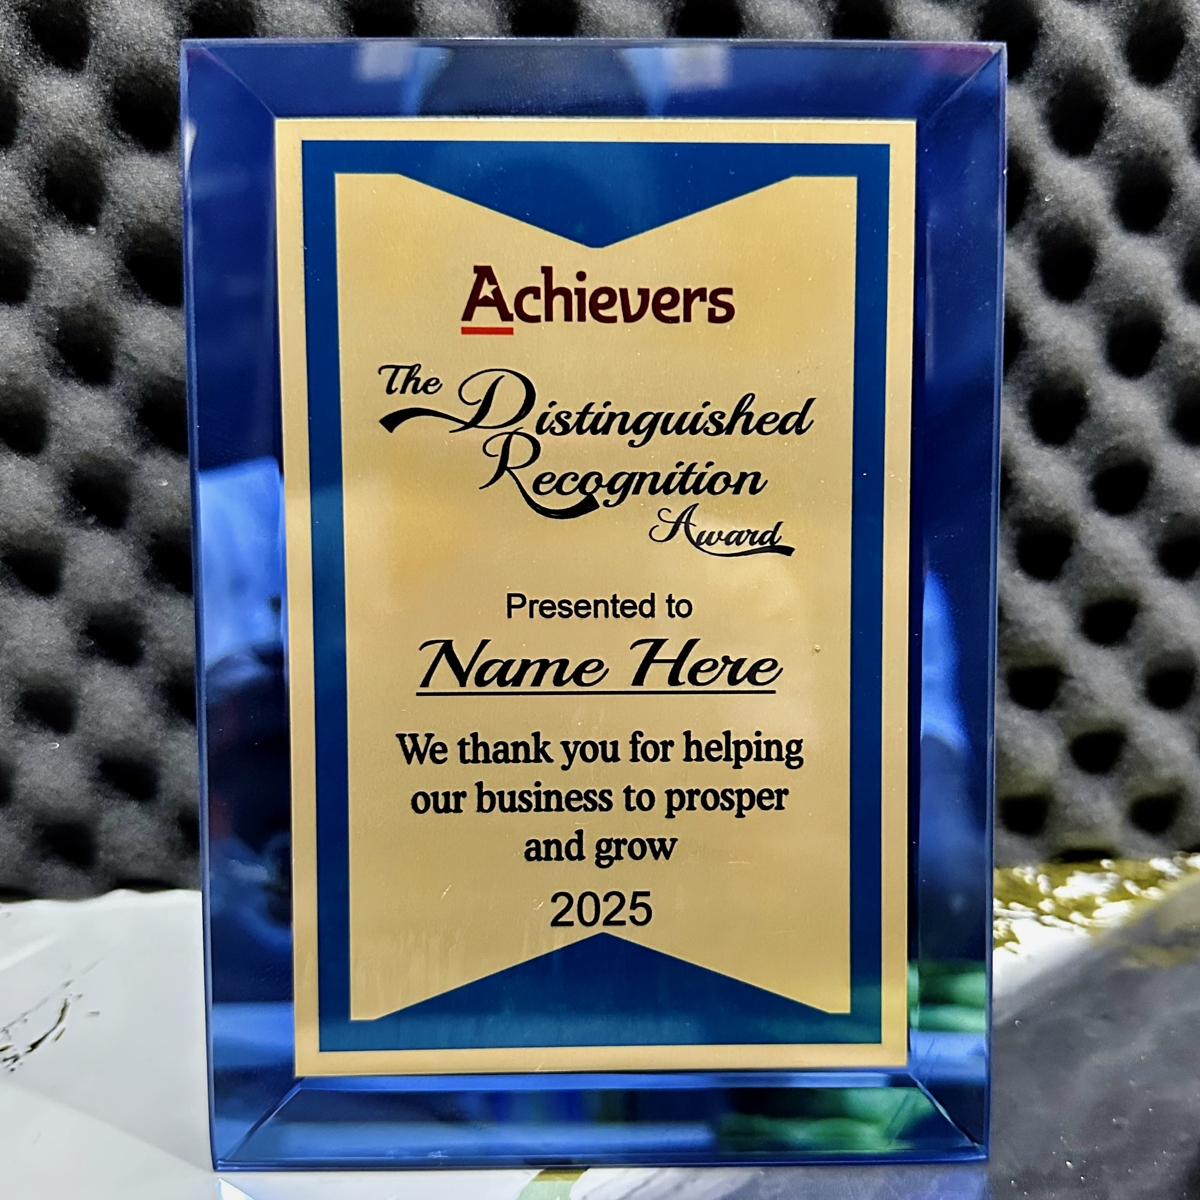 Achievers
The Distinguished
Recognition
Award
Presented to
Name Here
We thank you for helping
our business to prosper
and grow
2025